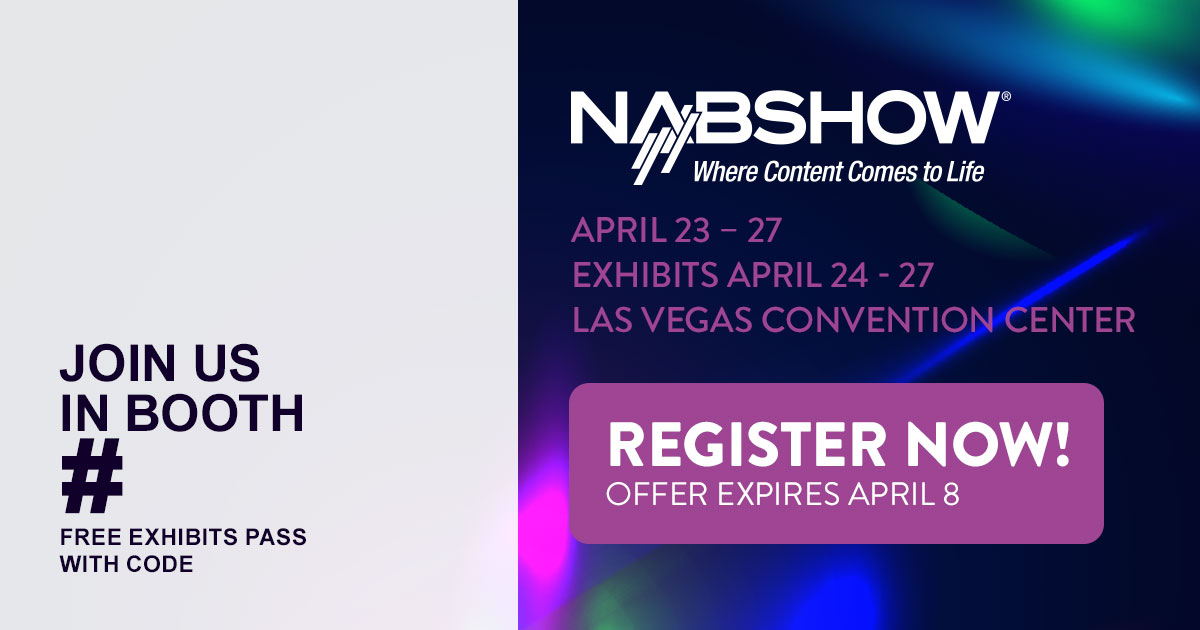 JOIN US
IN BOOTH
#
FREE EXHIBITS PASS
WITH CODE
NABSHOW®
Where Content Comes to Life
APRIL 23 – 27
EXHIBITS APRIL 24 - 27
LAS VEGAS CONVENTION CENTER
REGISTER NOW!
OFFER EXPIRES APRIL 8